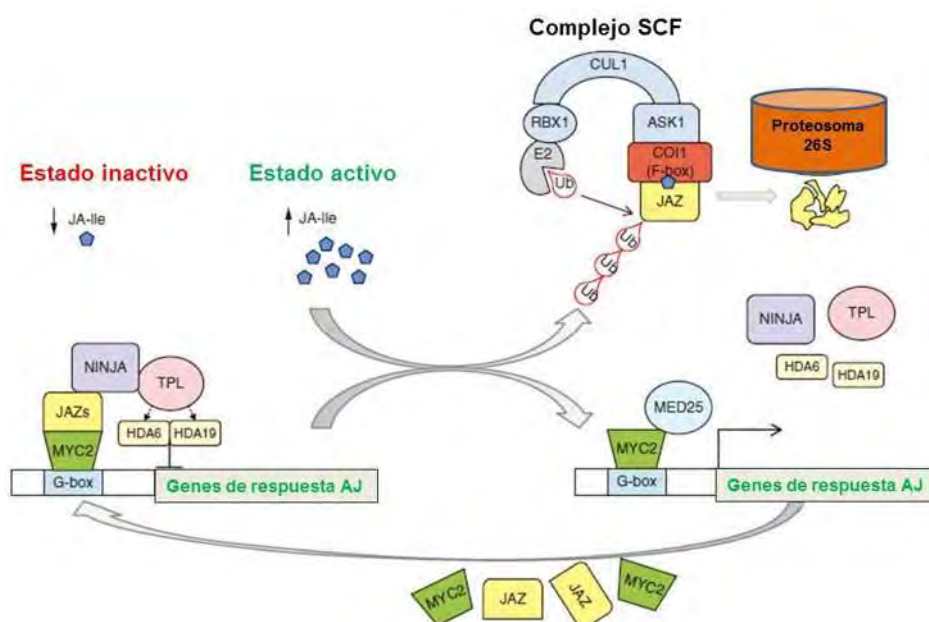 Complejo SCF
CUL1
RBX1
ASK1
E2
COI1
(F-box)
Ub
JAZ
Proteosoma
26S
Estado inactivo
Estado activo
JA-Ile
JA-Ile
Ub
Ub
Ub
NINJA
TPL
HDA6
HDA19
NINJA
TPL
JAZs
HDA6
HDA19
MYC2
G-box
Genes de respuesta AJ
MED25
MYC2
G-box
Genes de respuesta AJ
MYC2
JAZ
JAZ
MYC2